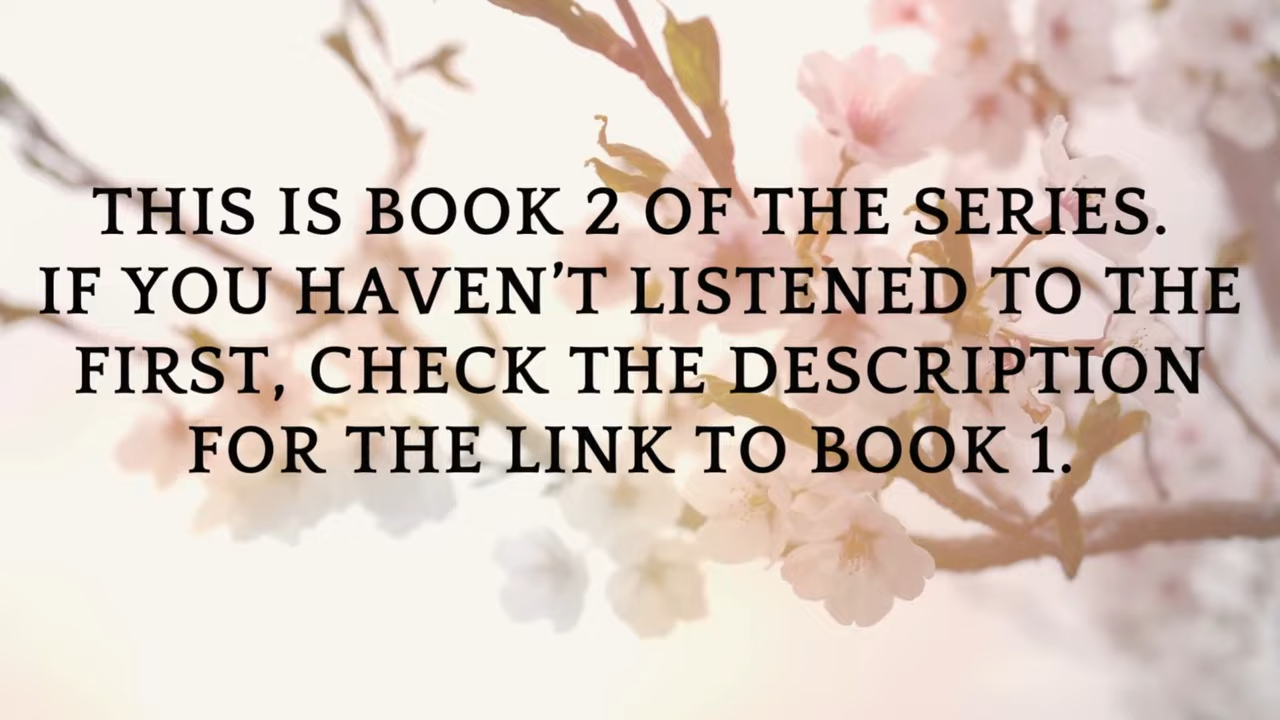 THIS IS BOOK 2 OF THE SERIES.
IF YOU HAVEN’T LISTENED TO THE
FIRST, CHECK THE DESCRIPTION
FOR THE LINK TO BOOK 1.